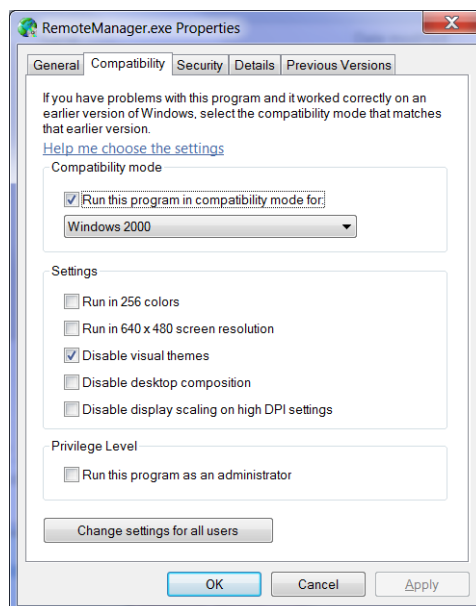 RemoteManager.exe Properties
General Compatibility Security Details Previous Versions
If you have problems with this program and it worked correctly on an
earlier version of Windows, select the compatibility mode that matches
that earlier version.
Help me choose the settings
Compatibility mode
Run this program in compatibility mode for:
Windows 2000
Settings
Run in 256 colors
Run in 640 x 480 screen resolution
Disable visual themes
Disable desktop composition
Disable display scaling on high DPI settings
Privilege Level
Run this program as an administrator
Change settings for all users
OK Cancel Apply